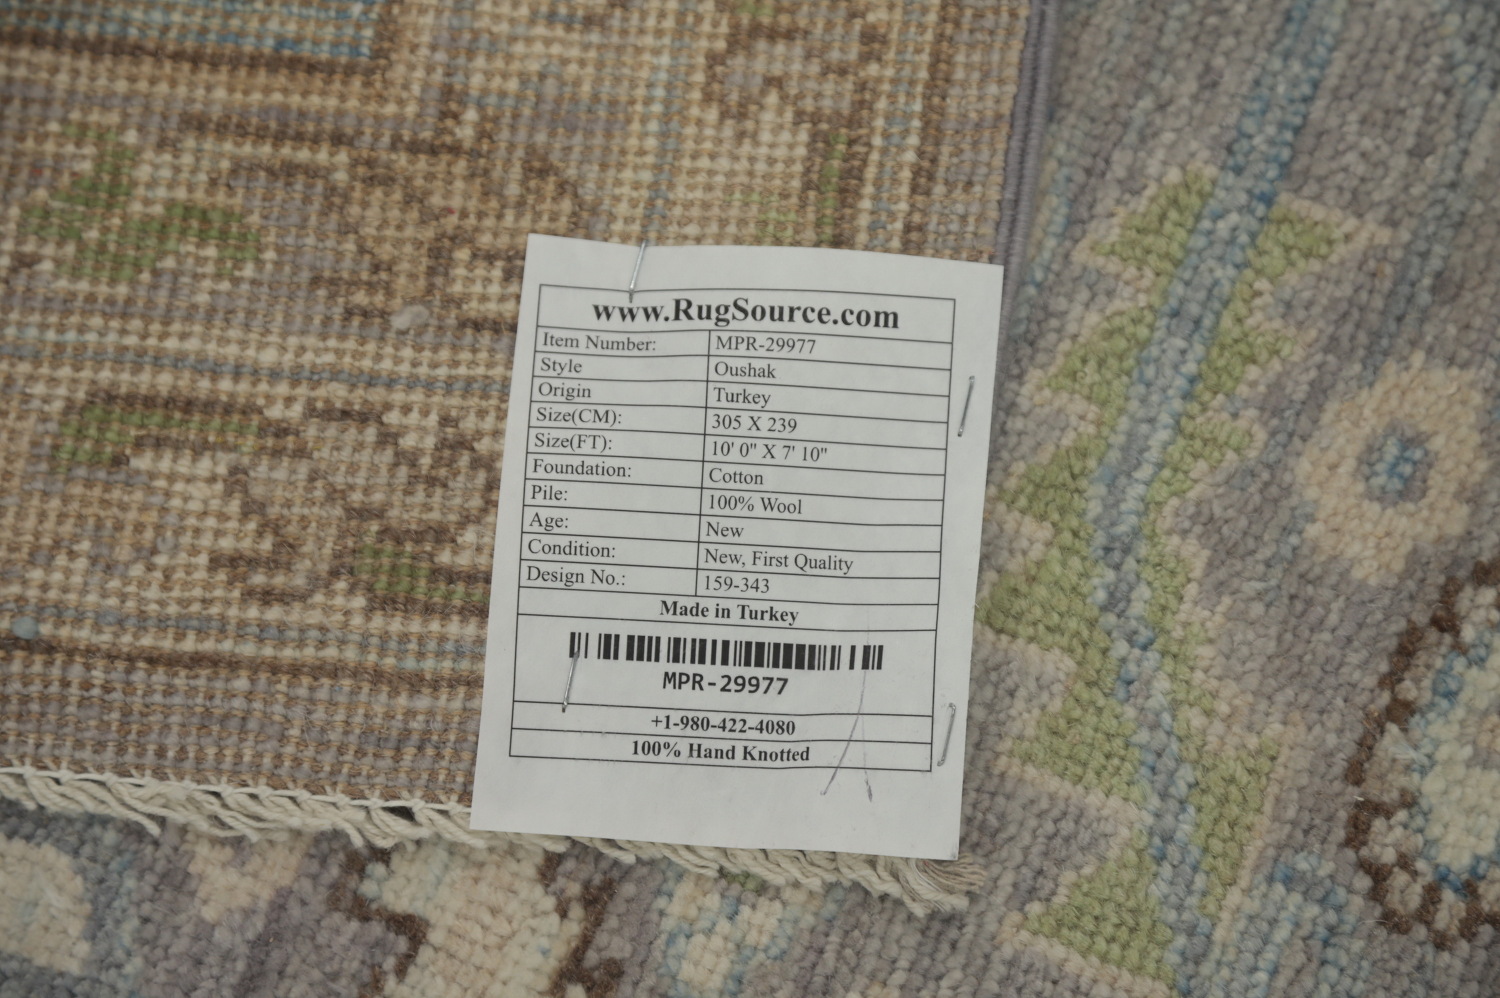 www.RugSource.com
Item Number: MPR-29977
Style Oushak
Origin Turkey
Size(CM): 305 X 239
Size(FT): 10' 0" X 7' 10"
Foundation: Cotton
Pile: 100% Wool
Age: New
Condition: New, First Quality
Design No.: 159-343
Made in Turkey
MPR-29977
+1-980-422-4080
100% Hand Knotted